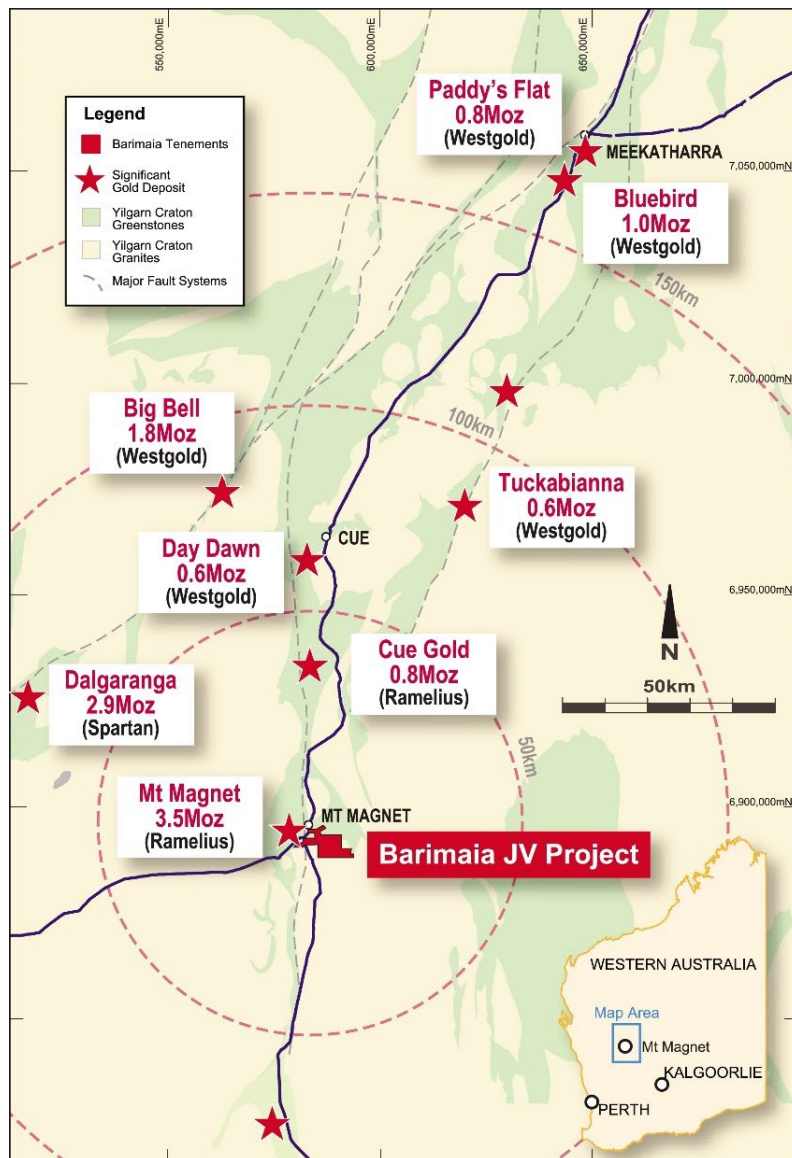 550,000mE
600,000mE
650,000mE
Legend
Barimaia Tenements
Significant
Gold Deposit
Yilgarn Craton
Greenstones
Yilgarn Craton
Granites
Major Fault Systems
Paddy's Flat
0.8Moz
(Westgold)
MEEKATHARRA
7,050,000mN
Bluebird
1.0Moz
(Westgold)
150km
7,000,000mN
Big Bell
1.8Moz
(Westgold)
100km
Tuckabianna
0.6Moz
(Westgold)
CUE
Day Dawn
0.6Moz
(Westgold)
6,950,000mN
N
50km
Cue Gold
0.8Moz
(Ramelius)
Dalgaranga
2.9Moz
(Spartan)
50km
Mt Magnet
3.5Moz
(Ramelius)
MT MAGNET
6,900,000mN
Barimaia JV Project
WESTERN AUSTRALIA
Map Area
Mt Magnet
KALGOORLIE
PERTH